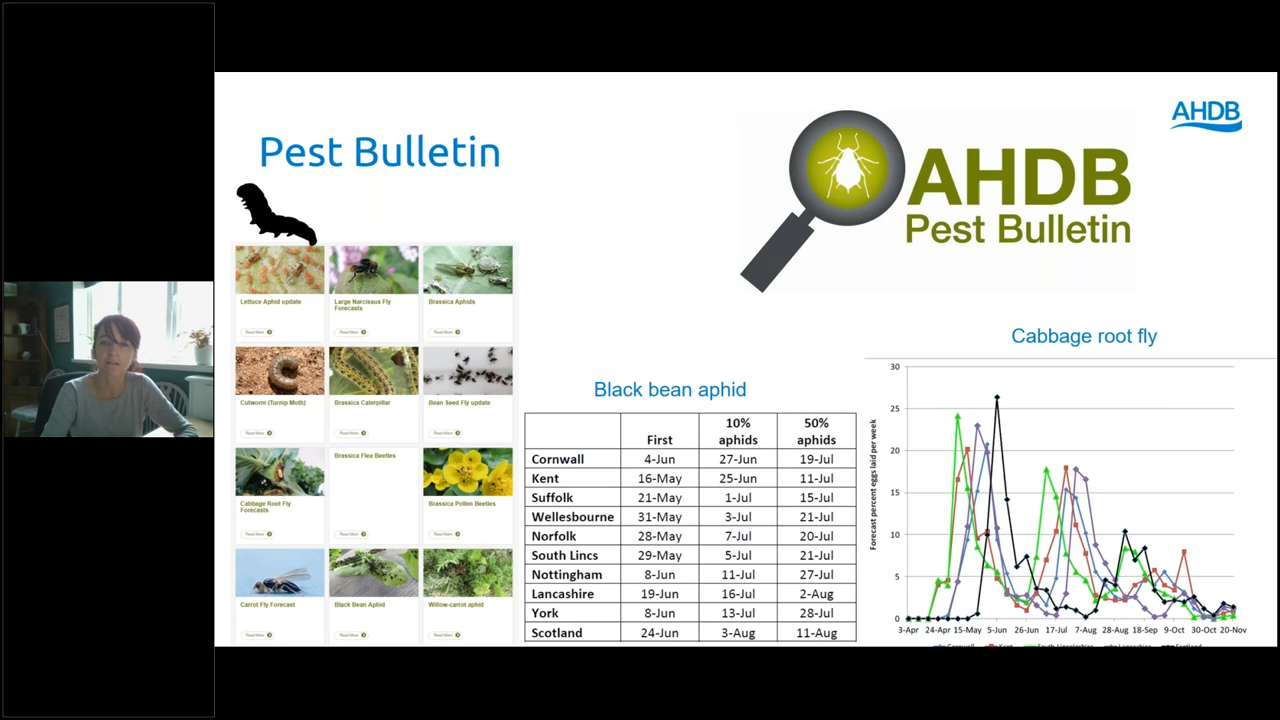 Pest Bulletin
AHDB
AHDB
Pest Bulletin
Lettuce Aphid update
Read More
Large Narcissus Fly
Forecasts
Read More
Brassica Aphids
Read More
Cutworm (Turnip Moth)
Read More
Brassica Caterpillar
Read More
Bean Seed Fly update
Read More
Cabbage Root Fly
Forecasts
Read More
Brassica Flea Beetles
Read More
Brassica Pollen Beetles
Read More
Carrot Fly Forecast
Read More
Black Bean Aphid
Read More
Willow-carrot aphid
Read More
Black bean aphid
First 10% aphids 50% aphids
Cornwall 4-Jun 27-Jun 19-Jul
Kent 16-May 25-Jun 11-Jul
Suffolk 21-May 1-Jul 15-Jul
Wellesbourne 31-May 3-Jul 21-Jul
Norfolk 28-May 7-Jul 20-Jul
South Lincs 29-May 5-Jul 21-Jul
Nottingham 8-Jun 11-Jul 27-Jul
Lancashire 19-Jun 16-Jul 2-Aug
York 8-Jun 13-Jul 28-Jul
Scotland 24-Jun 3-Aug 11-Aug
Cabbage root fly
Forecast percent eggs laid per week
30
25
20
15
10
5
0
3-Apr 24-Apr 15-May 5-Jun 26-Jun 17-Jul 7-Aug 28-Aug 18-Sep 9-Oct 30-Oct 20-Nov